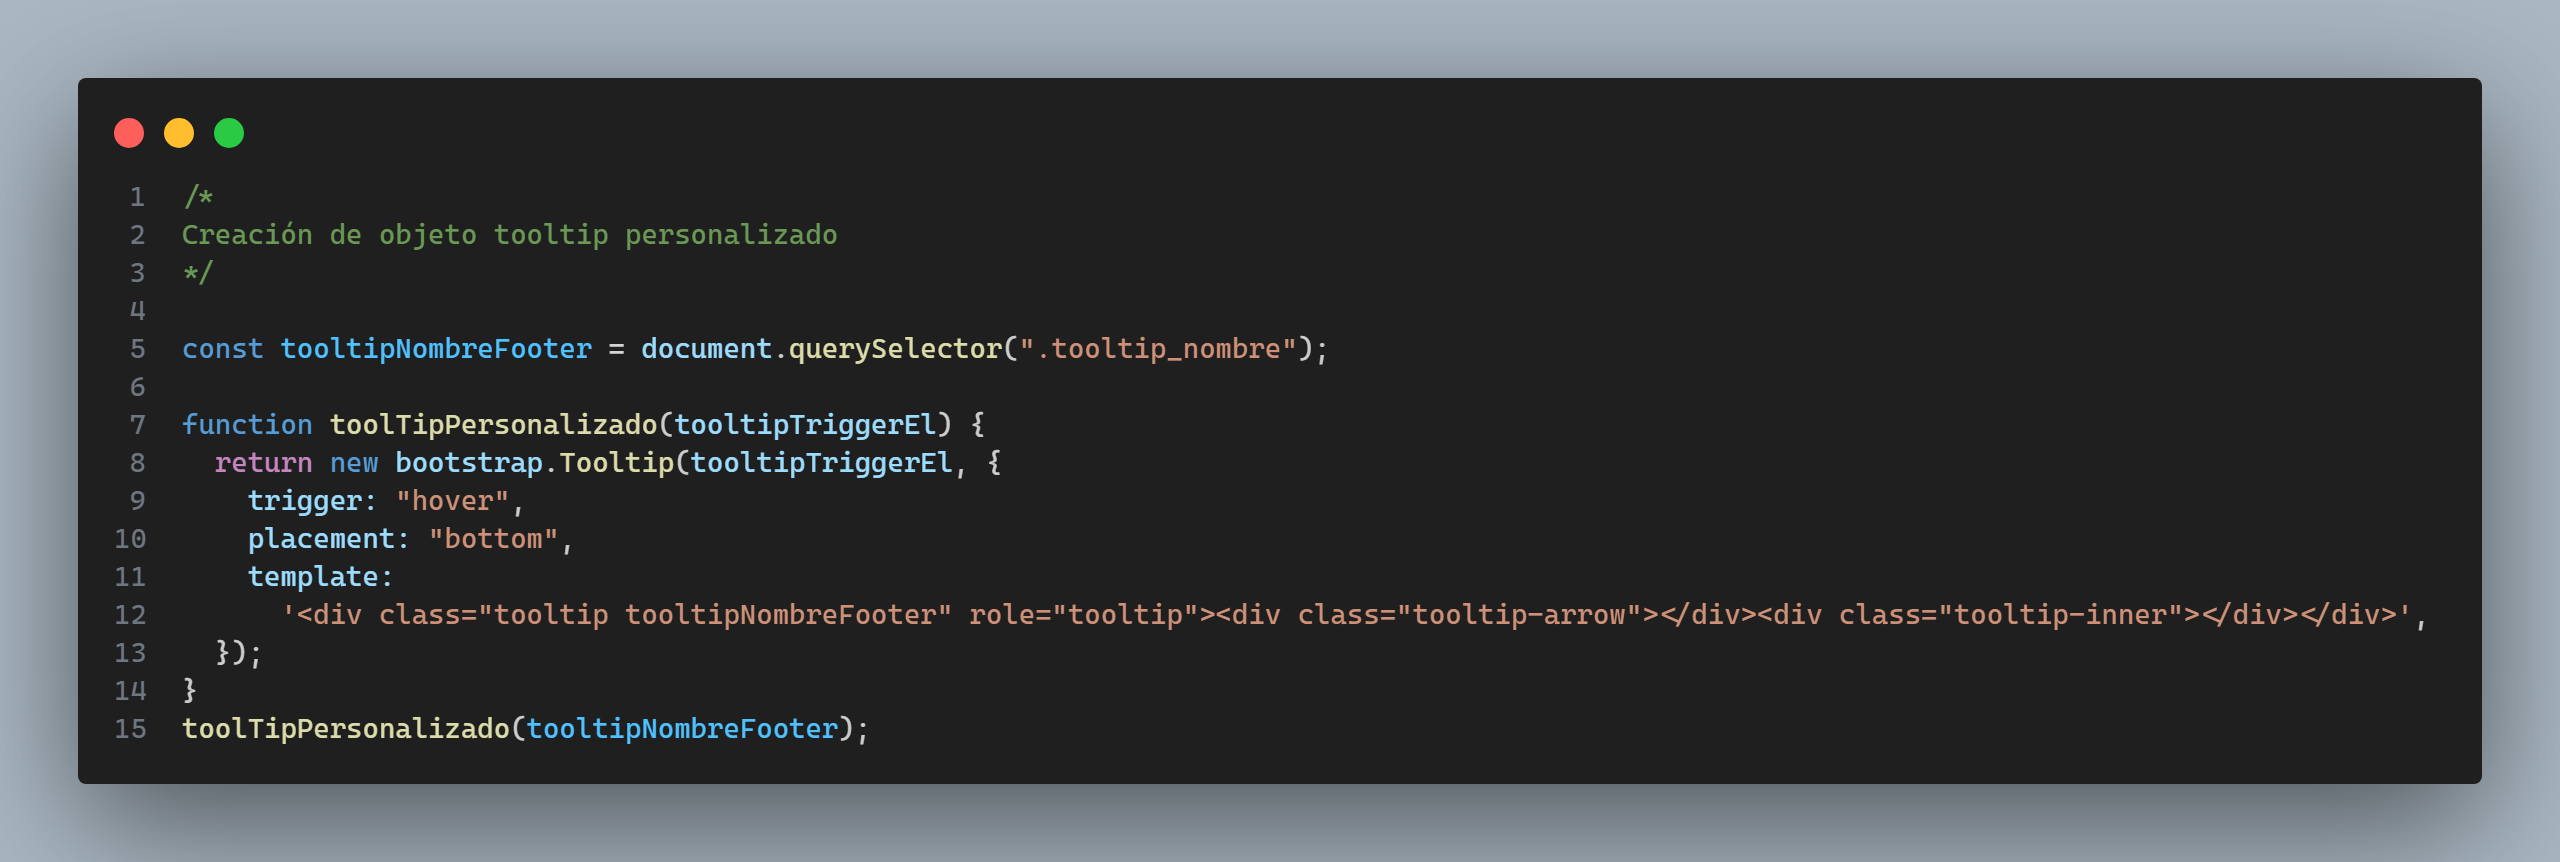 1 /*
2 Creación de objeto tooltip personalizado
3 */
4
5 const tooltipNombreFooter = document.querySelector(".tooltip_nombre");
6
7 function toolTipPersonalizado(tooltipTriggerEl) {
8   return new bootstrap.Tooltip(tooltipTriggerEl, {
9     trigger: "hover",
10     placement: "bottom",
11     template:
12       '<div class="tooltip tooltipNombreFooter" role="tooltip"><div class="tooltip-arrow"></div><div class="tooltip-inner"></div></div>',
13   });
14 }
15 toolTipPersonalizado(tooltipNombreFooter);